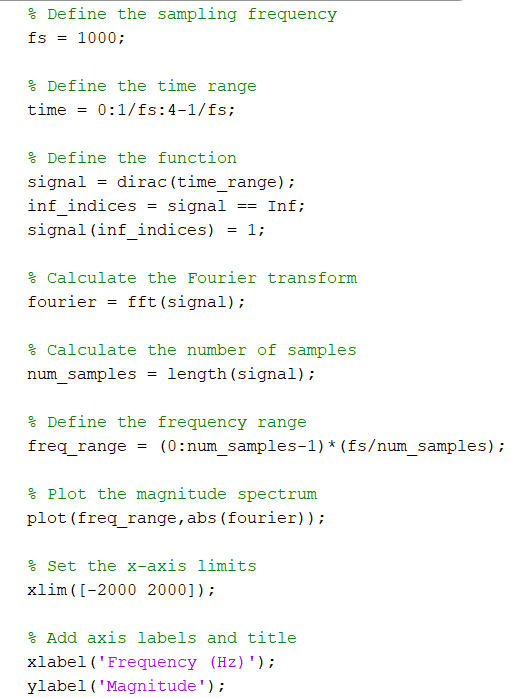 % Define the sampling frequency
fs = 1000;
% Define the time range
time = 0:1/fs:4-1/fs;
% Define the function
signal = dirac(time_range);
inf_indices = signal == Inf;
signal(inf_indices) = 1;
% Calculate the Fourier transform
fourier = fft(signal);
% Calculate the number of samples
num_samples = length(signal);
% Define the frequency range
freq_range = (0:num_samples-1)*(fs/num_samples);
% Plot the magnitude spectrum
plot(freq_range,abs(fourier));
% Set the x-axis limits
xlim([-2000 2000]);
% Add axis labels and title
xlabel('Frequency (Hz)');
ylabel('Magnitude');